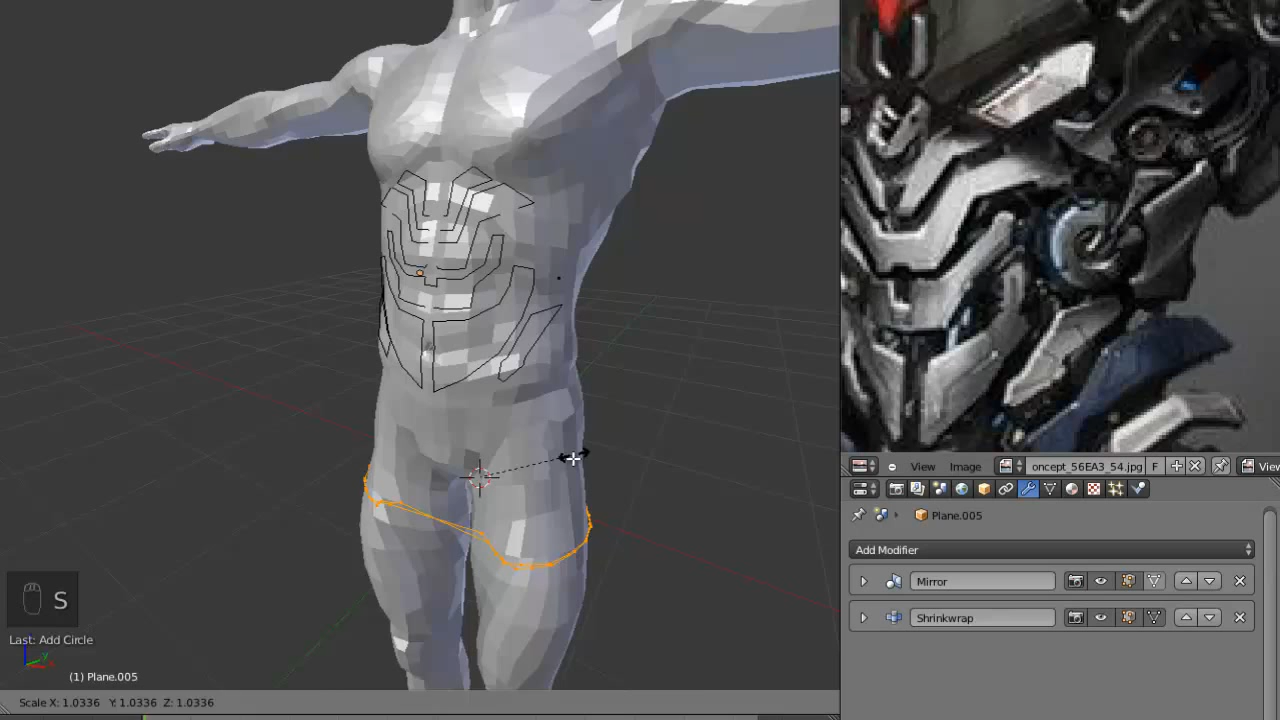 View Image oncept_56EA3_54.jpg F View
Plane.005
Add Modifier
Mirror
Shrinkwrap
S
Last: Add Circle
z y x
(1) Plane.005
Scale X: 1.0336 Y: 1.0336 Z: 1.0336